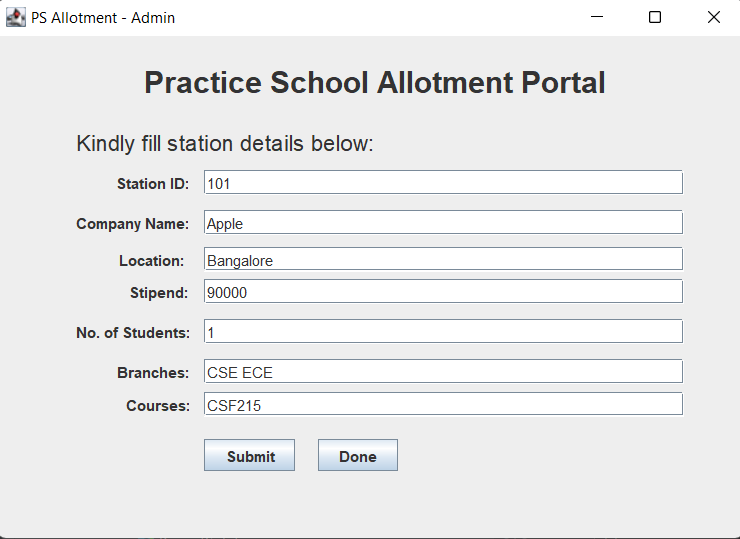 PS Allotment - Admin
Practice School Allotment Portal
Kindly fill station details below:
Station ID: 101
Company Name: Apple
Location: Bangalore
Stipend: 90000
No. of Students: 1
Branches: CSE ECE
Courses: CSF215
Submit Done